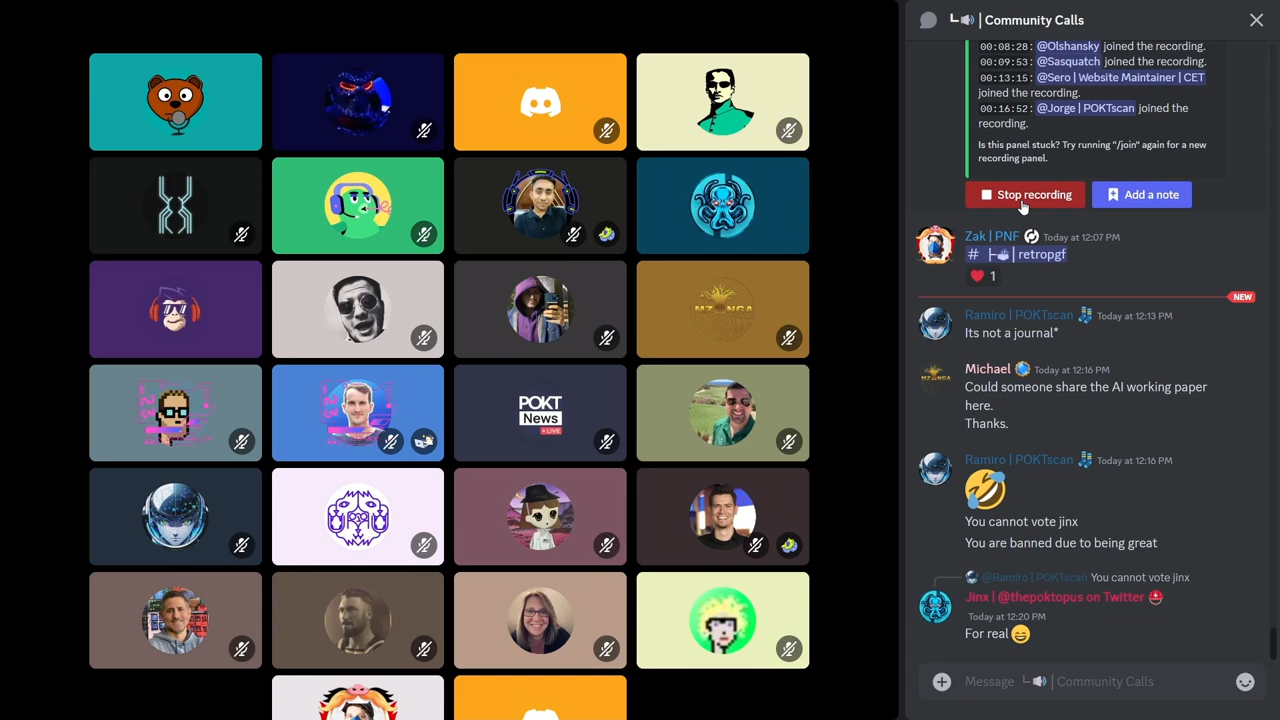 MZONGA
POKT
News
LIVE
| Community Calls
00:08:28: @Olshansky joined the recording.
00:09:53: @Sasquatch joined the recording.
00:13:15: @Sero | Website Maintainer | CET
joined the recording.
00:16:52: @Jorge | POKTscan joined the
recording.
Is this panel stuck? Try running "/join" again for a new
recording panel.
Stop recording
Add a note
Zak | PNF Today at 12:07 PM
# | retropgf
1
NEW
Ramiro | POKTscan Today at 12:13 PM
Its not a journal*
Michael Today at 12:16 PM
Could someone share the AI working paper
here.
Thanks.
Ramiro | POKTscan Today at 12:16 PM
You cannot vote jinx
You are banned due to being great
@Ramiro | POKTscan You cannot vote jinx
Jinx | @thepoktopus on Twitter
Today at 12:20 PM
For real
Message | Community Calls